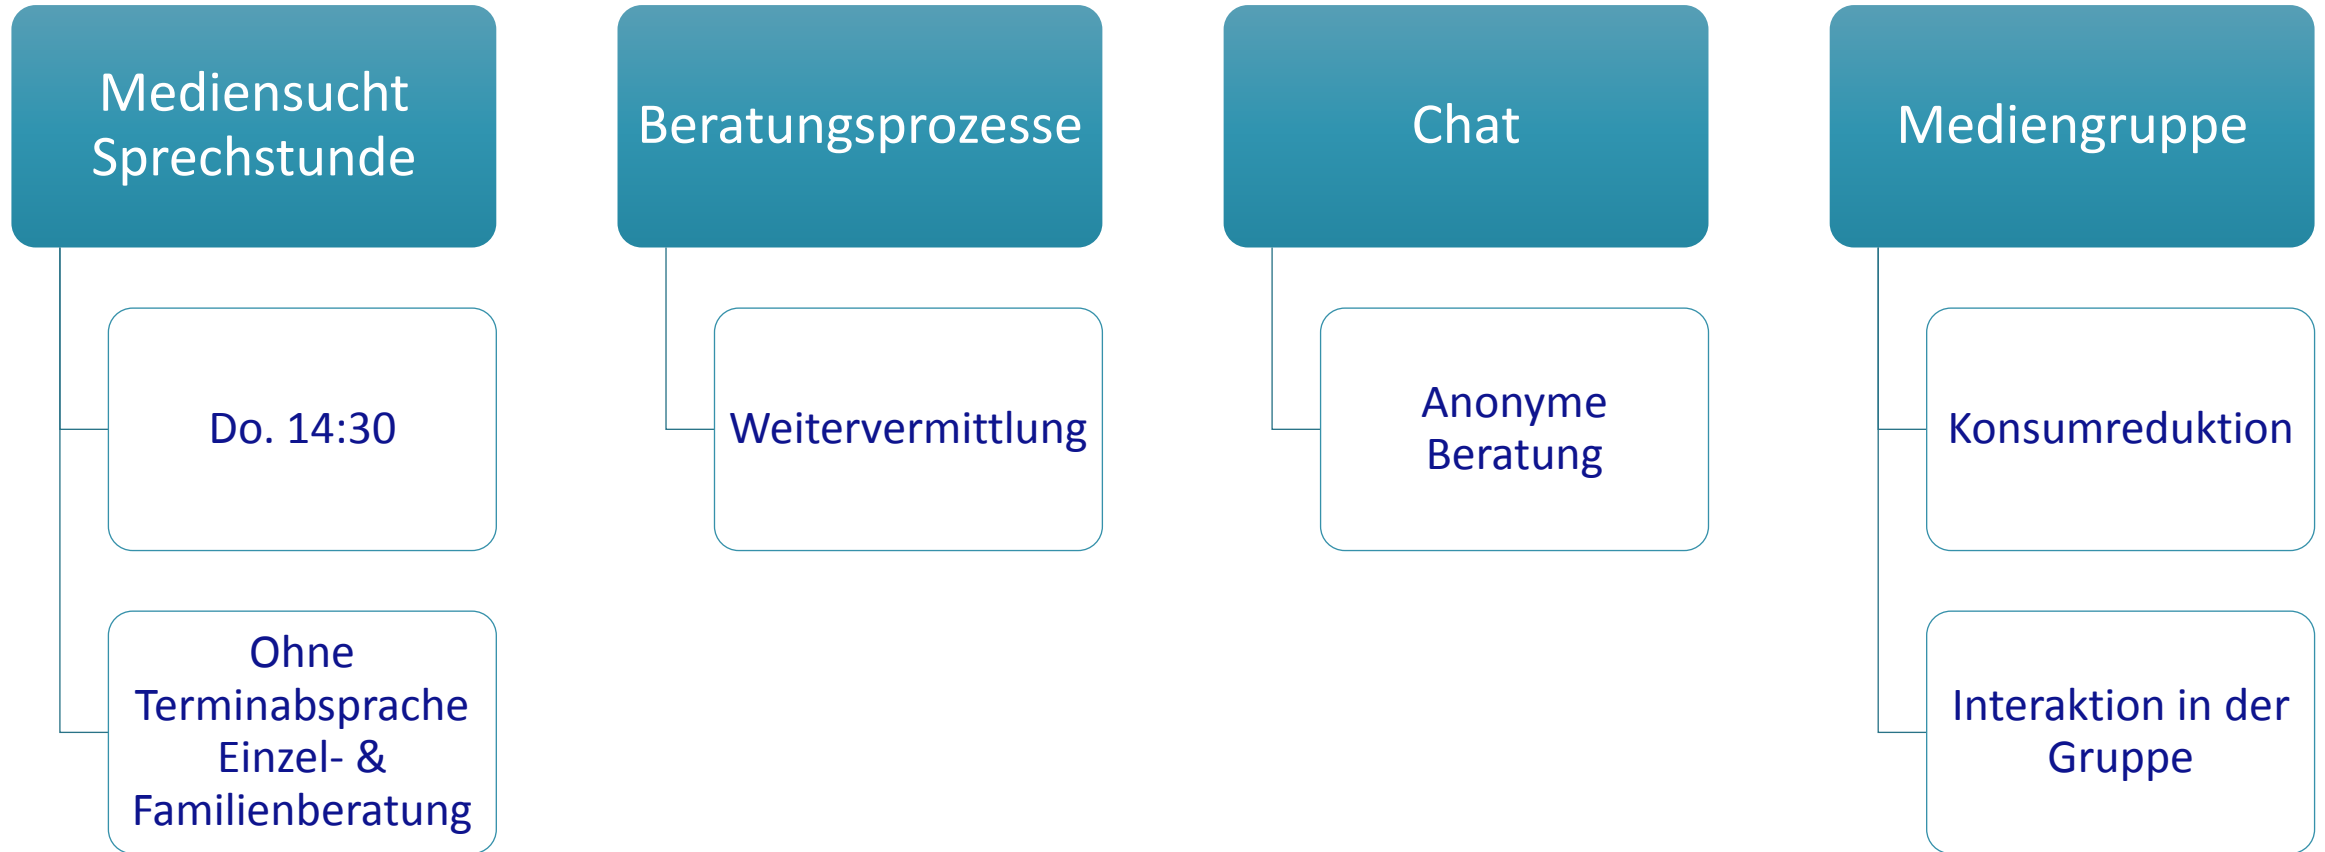 Mediensucht
Sprechstunde
Do. 14:30
Ohne
Terminabsprache
Einzel- &
Familienberatung
Beratungsprozesse
Weitervermittlung
Chat
Anonyme
Beratung
Mediengruppe
Konsumreduktion
Interaktion in der
Gruppe